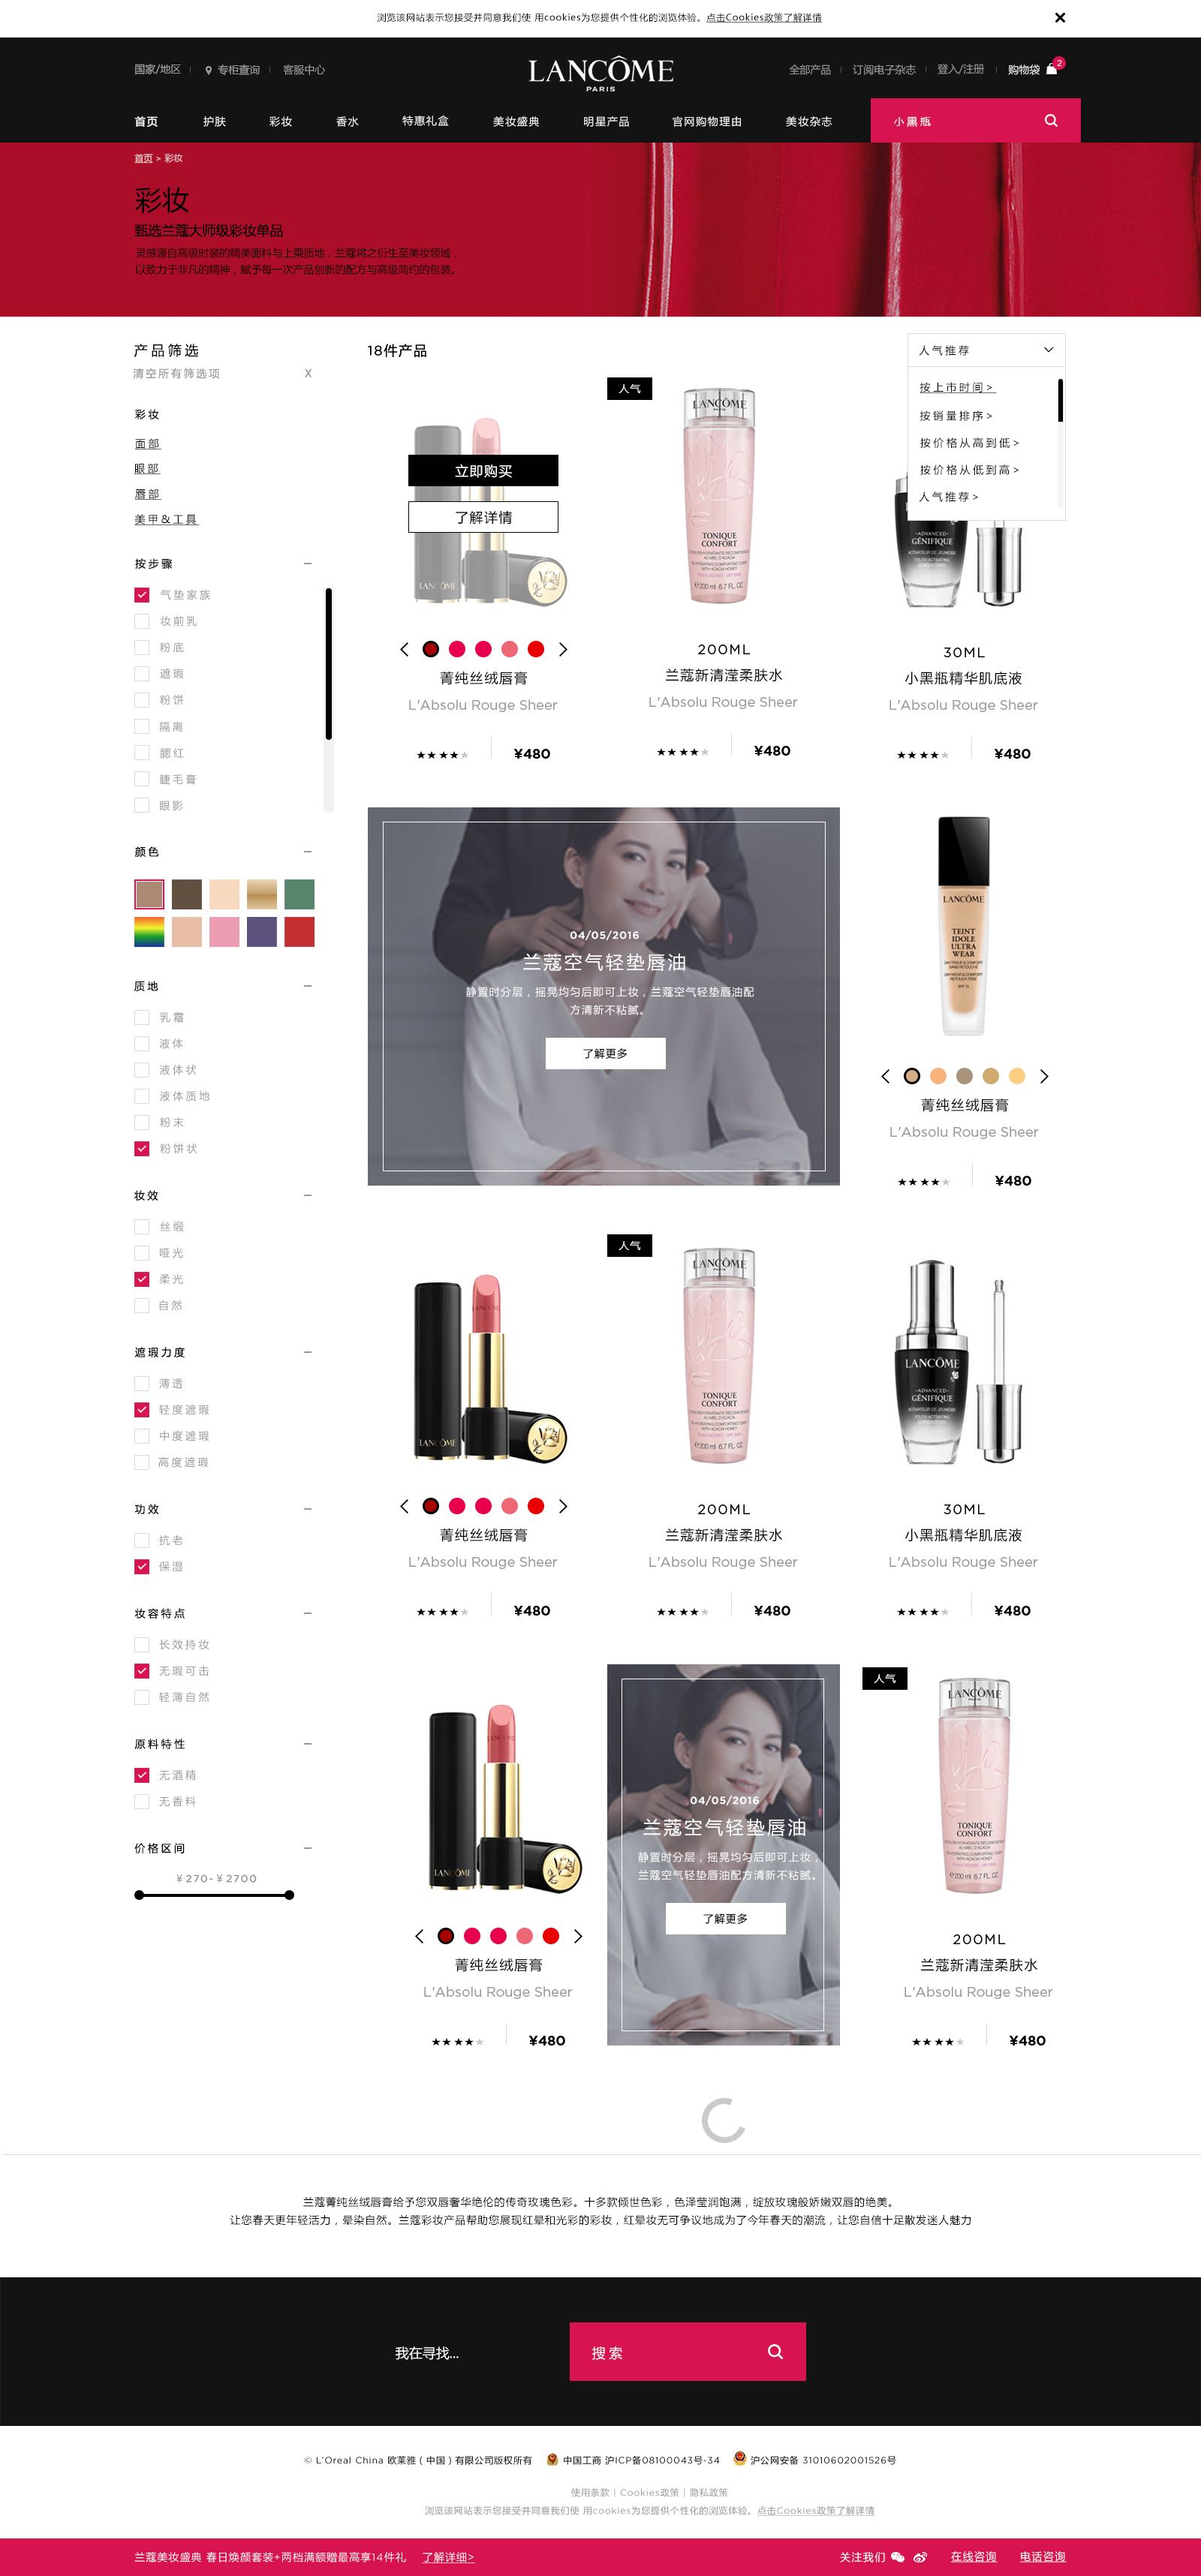 浏览该网站表示您接受并同意我们使 用cookies为您提供个性化的浏览体验。点击Cookies政策了解详情
国家/地区
专柜查询
客服中心
LANCÔME
PARIS
全部产品
订阅电子杂志
登入/注册
购物袋
2
首页
护肤
彩妆
香水
特惠礼盒
美妆盛典
明星产品
官网购物理由
美妆杂志
小黑瓶
首页 > 彩妆
彩妆
甄选兰蔻大师级彩妆单品
灵感源自高级时装的精美面料与上乘质地，兰蔻将之衍生至美妆领域，
以致力于非凡的精神，赋予每一次产品创新的配方与高级简约的包装。
产品筛选
清空所有筛选项 X
彩妆
面部
眼部
唇部
美甲&工具
按步骤
气垫家族
妆前乳
粉底
遮瑕
粉饼
隔离
腮红
睫毛膏
眼影
颜色
质地
乳霜
液体
液体状
液体质地
粉末
粉饼状
妆效
丝缎
哑光
柔光
自然
遮瑕力度
薄透
轻度遮瑕
中度遮瑕
高度遮瑕
功效
抗老
保湿
妆容特点
长效持妆
无瑕可击
轻薄自然
原料特性
无酒精
无香料
价格区间
¥270-¥2700
18件产品
人气推荐
按上市时间>
按销量排序>
按价格从高到低>
按价格从低到高>
人气推荐>
立即购买
了解详情
LANCÔME
菁纯丝绒唇膏
L'Absolu Rouge Sheer
¥480
人气
LANCÔME
TONIQUE
CONFORT
℮200 ml 6.7 FL. OZ
200ML
兰蔻新清滢柔肤水
L'Absolu Rouge Sheer
¥480
ADVANCED
GÉNIFIQUE
30ML
小黑瓶精华肌底液
L'Absolu Rouge Sheer
¥480
04/05/2016
兰蔻空气轻垫唇油
静置时分层，摇晃均匀后即可上妆，兰蔻空气轻垫唇油配
方清新不粘腻。
了解更多
LANCÔME
TEINT
IDOLE
ULTRA
WEAR
菁纯丝绒唇膏
L'Absolu Rouge Sheer
¥480
LANCÔME
菁纯丝绒唇膏
L'Absolu Rouge Sheer
¥480
人气
LANCÔME
TONIQUE
CONFORT
℮200 ml 6.7 FL. OZ
200ML
兰蔻新清滢柔肤水
L'Absolu Rouge Sheer
¥480
LANCÔME
ADVANCED
GÉNIFIQUE
30ML
小黑瓶精华肌底液
L'Absolu Rouge Sheer
¥480
LANCÔME
菁纯丝绒唇膏
L'Absolu Rouge Sheer
¥480
04/05/2016
兰蔻空气轻垫唇油
静置时分层，摇晃均匀后即可上妆，
兰蔻空气轻垫唇油配方清新不粘腻。
了解更多
人气
LANCÔME
TONIQUE
CONFORT
℮200 ml 6.7 FL. OZ
200ML
兰蔻新清滢柔肤水
L'Absolu Rouge Sheer
¥480
兰蔻菁纯丝绒唇膏给予您双唇奢华绝伦的传奇玫瑰色彩。十多款倾世色彩，色泽莹润饱满，绽放玫瑰般娇嫩双唇的绝美。
让您春天更年轻活力，晕染自然。兰蔻彩妆产品帮助您展现红晕和光彩的彩妆，红晕妆无可争议地成为了今年春天的潮流，让您自信十足散发迷人魅力
我在寻找...
搜索
© L'Oreal China 欧莱雅（中国）有限公司版权所有 中国工商 沪ICP备08100043号-34 沪公网安备 31010602001526号
使用条款 | Cookies政策 | 隐私政策
浏览该网站表示您接受并同意我们使 用cookies为您提供个性化的浏览体验。点击Cookies政策了解详情
兰蔻美妆盛典 春日焕颜套装+两档满额赠最高享14件礼 了解详细>
关注我们
在线咨询
电话咨询